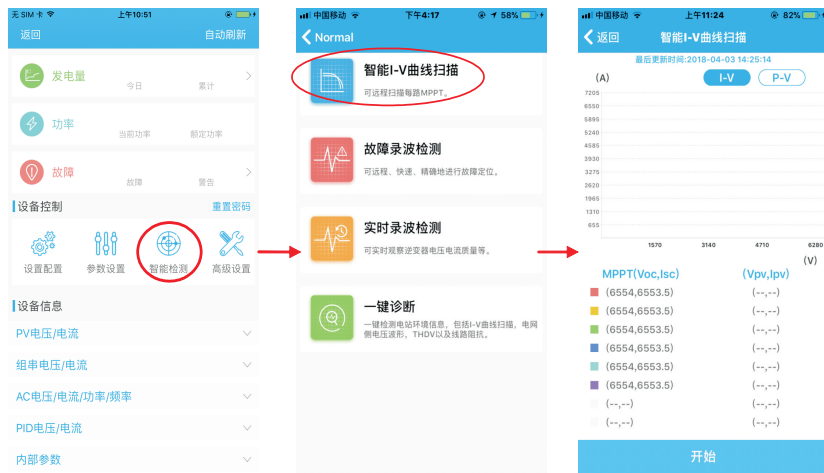 无 SIM 卡
上午10:51
返回
自动刷新
发电量
今日
累计
功率
当前功率
额定功率
故障
故障
警告
设备控制
重置密码
设置配置
参数设置
智能检测
高级设置
设备信息
PV电压/电流
组串电压/电流
AC电压/电流/功率/频率
PID电压/电流
内部参数
中国移动
下午4:17
58%
Normal
智能I-V曲线扫描
可远程扫描每路MPPT。
故障录波检测
可远程、快速、精确地进行故障定位。
实时录波检测
可实时观察逆变器电压电流质量等。
一键诊断
一键检测电站环境信息，包括I-V曲线扫描，电网
侧电压波形、THDV以及线路阻抗。
中国移动
上午11:24
82%
返回
智能I-V曲线扫描
最后更新时间:2018-04-03 14:25:14
(A)
I-V
P-V
7205
6550
5895
5240
4585
3930
3275
2620
1965
1310
655
1570
3140
4710
6280
(V)
MPPT(Voc,Isc)
(Vpv,Ipv)
(6554,6553.5)
(--,--)
(6554,6553.5)
(--,--)
(6554,6553.5)
(--,--)
(6554,6553.5)
(--,--)
(6554,6553.5)
(--,--)
(6554,6553.5)
(--,--)
(--,--)
(--,--)
(--,--)
(--,--)
开始